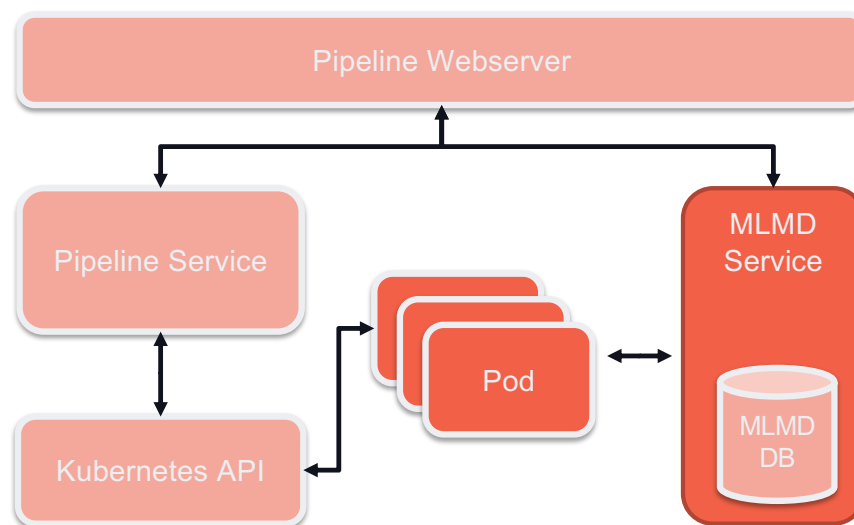 Pipeline Webserver
Pipeline Service
MLMD
Service
Pod
Kubernetes API
MLMD
DB